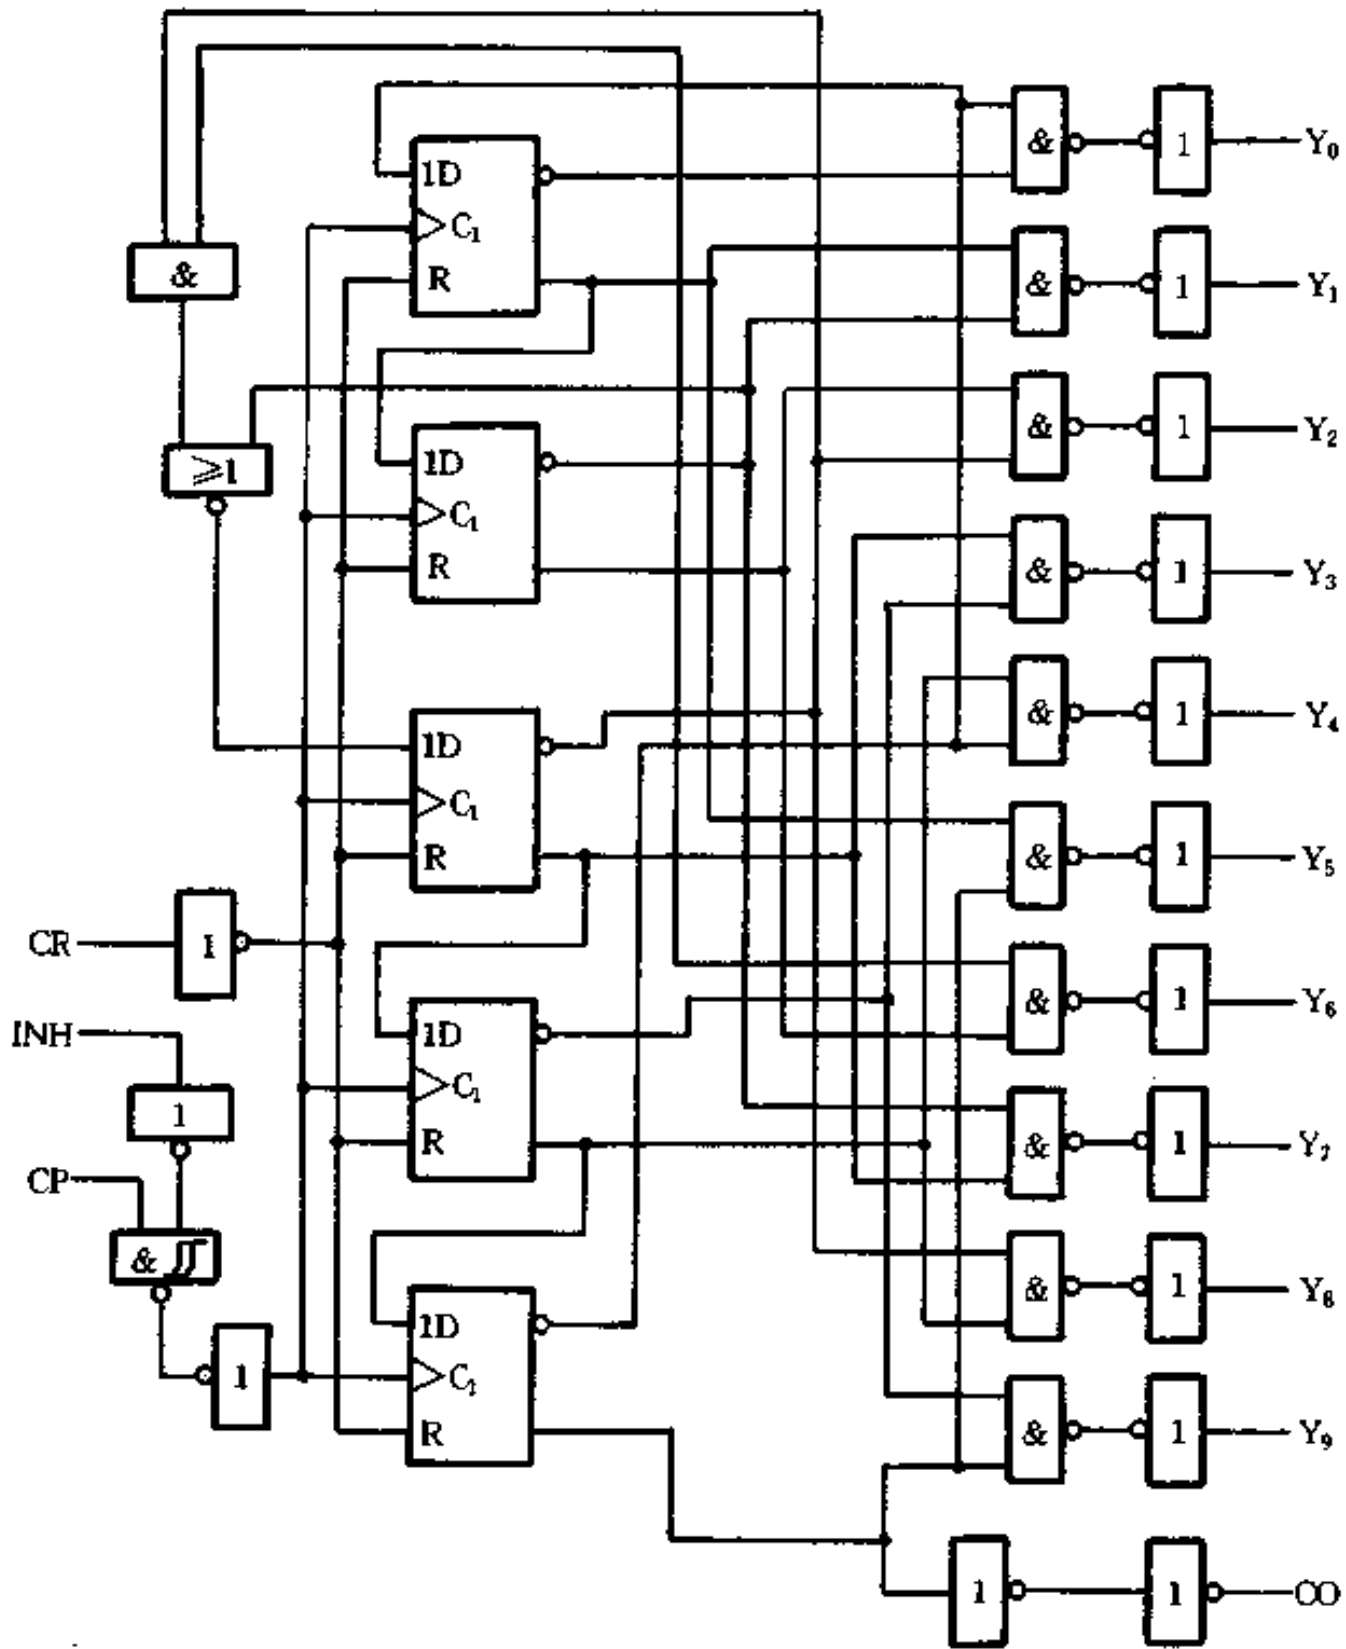 & 1 Y₀
1D
C₁
R
& 1 Y₁
&
& 1 Y₂
≥1
1D
C₁
R
& 1 Y₃
& 1 Y₄
1D
C₁
R
& 1 Y₅
CR 1
& 1 Y₆
INH
1D
C₁
R
1
& 1 Y₇
CP
&
& 1 Y₈
1D
C₁
R
1
& 1 Y₉
1 1 CO